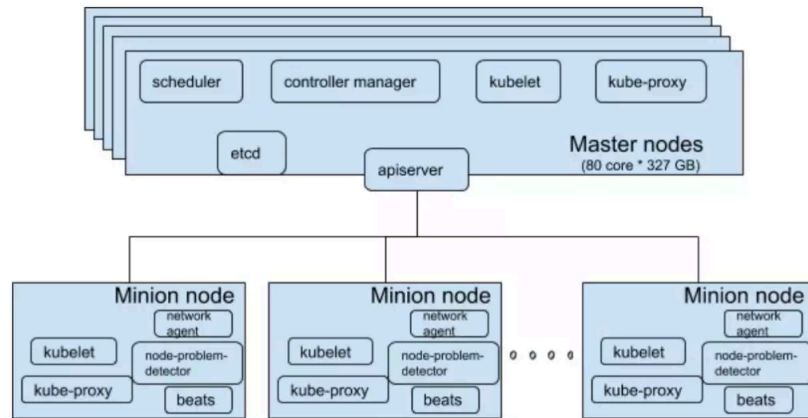 scheduler
controller manager
kubelet
kube-proxy
etcd
apiserver
Master nodes
(80 core * 327 GB)
Minion node
network
agent
kubelet
node-problem-
detector
kube-proxy
beats
Minion node
network
agent
kubelet
node-problem-
detector
kube-proxy
beats
Minion node
network
agent
kubelet
node-problem-
detector
kube-proxy
beats